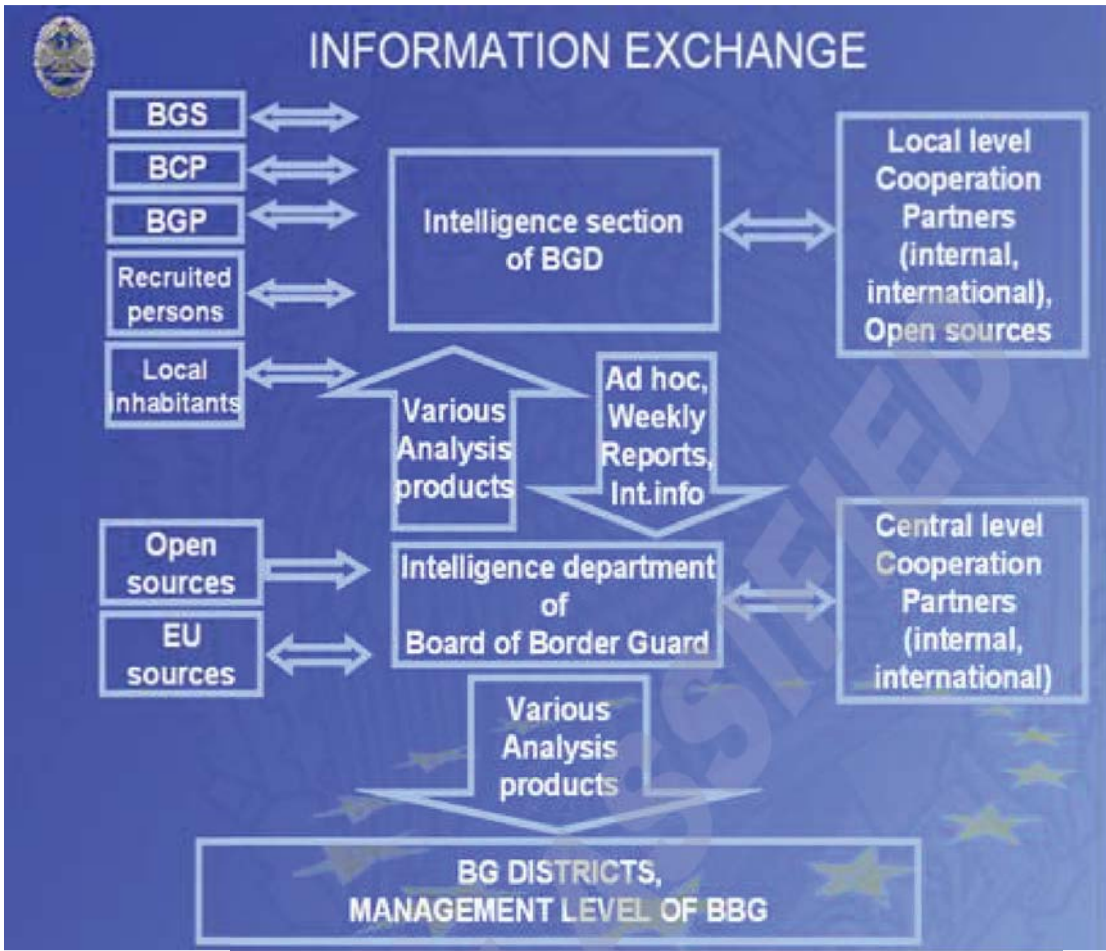 INFORMATION EXCHANGE
BGS
BCP
BGP
Recruited
persons
Local
inhabitants
Intelligence section
of BGD
Local level
Cooperation
Partners
(internal,
international),
Open sources
Various
Analysis
products
Ad hoc,
Weekly
Reports,
Int.info
Open
sources
EU
sources
Intelligence department
of
Board of Border Guard
Central level
Cooperation
Partners
(internal,
international)
Various
Analysis
products
BG DISTRICTS,
MANAGEMENT LEVEL OF BBG